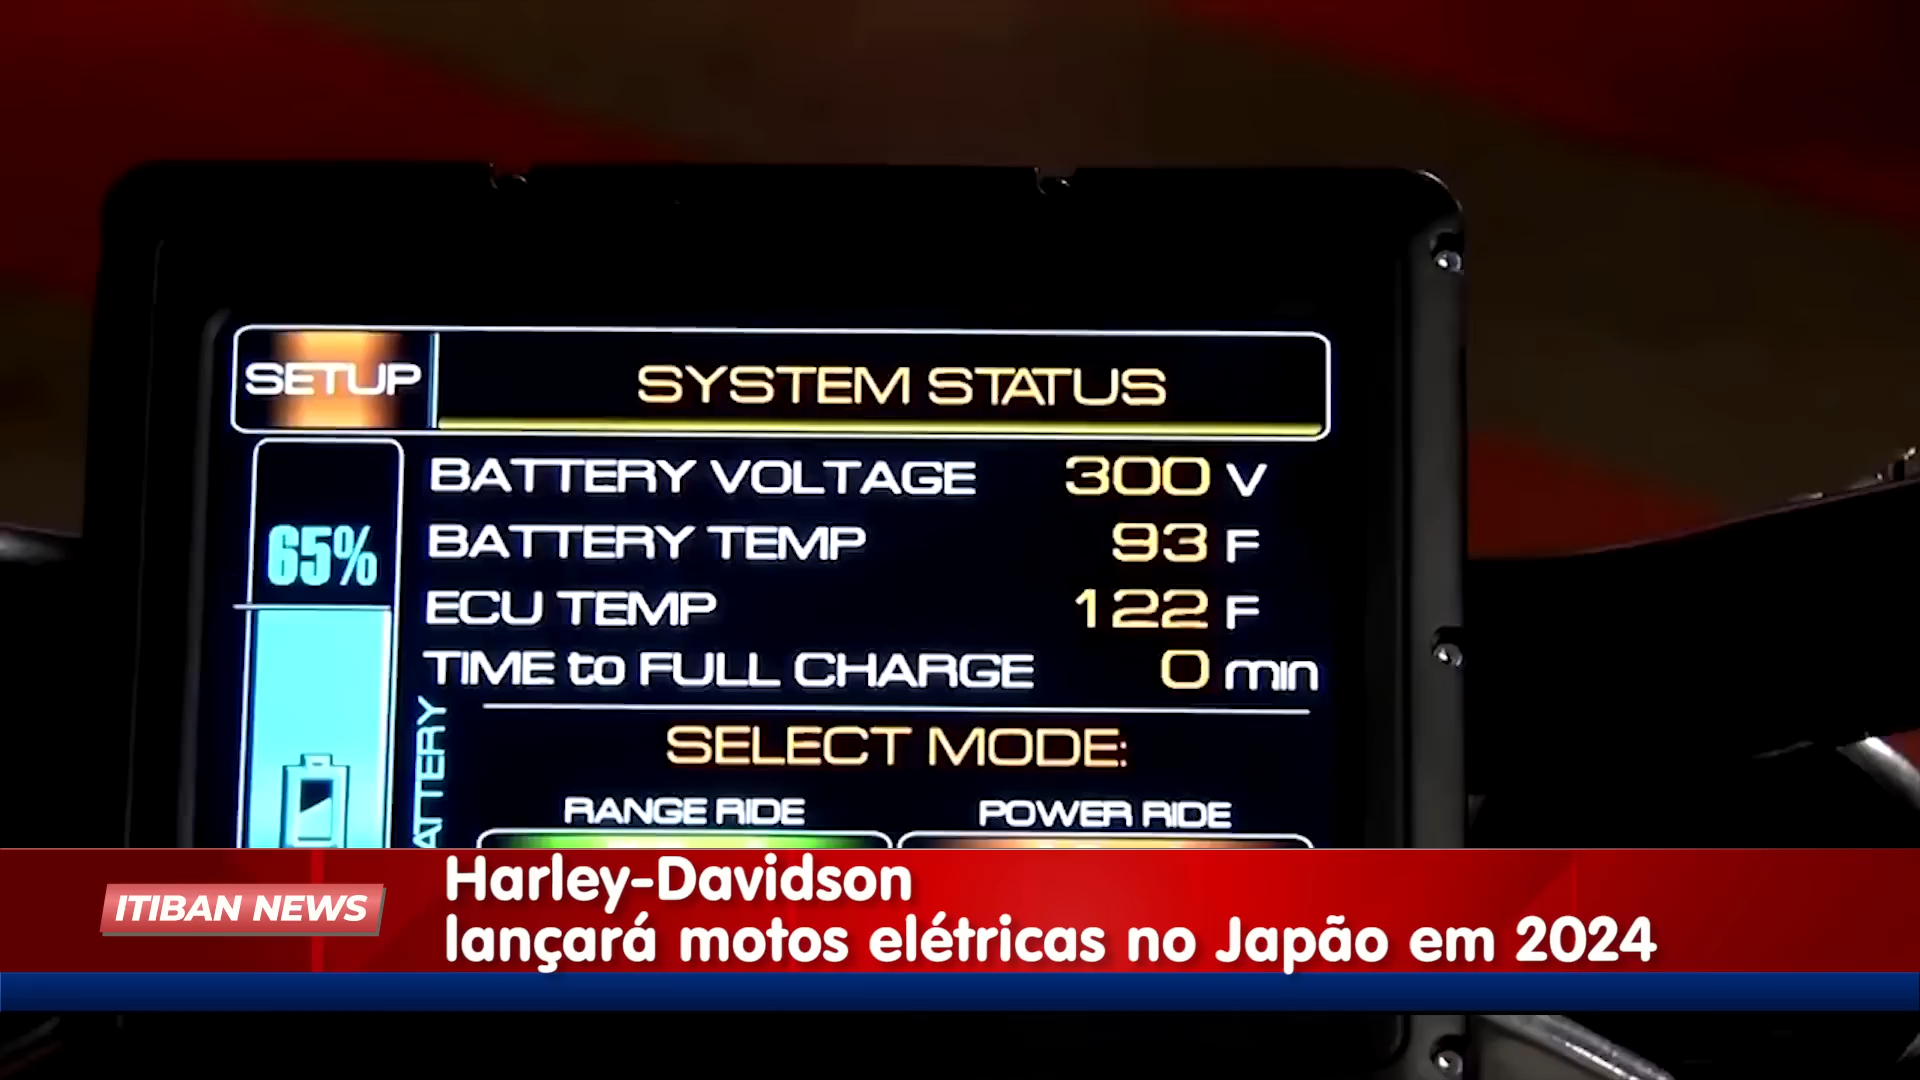 SETUP
SYSTEM STATUS
65%
BATTERY VOLTAGE 300 V
BATTERY TEMP 93 F
ECU TEMP 122 F
TIME to FULL CHARGE 0 min
BATTERY
SELECT MODE:
RANGE RIDE POWER RIDE
ITIBAN NEWS
Harley-Davidson
lançará motos elétricas no Japão em 2024